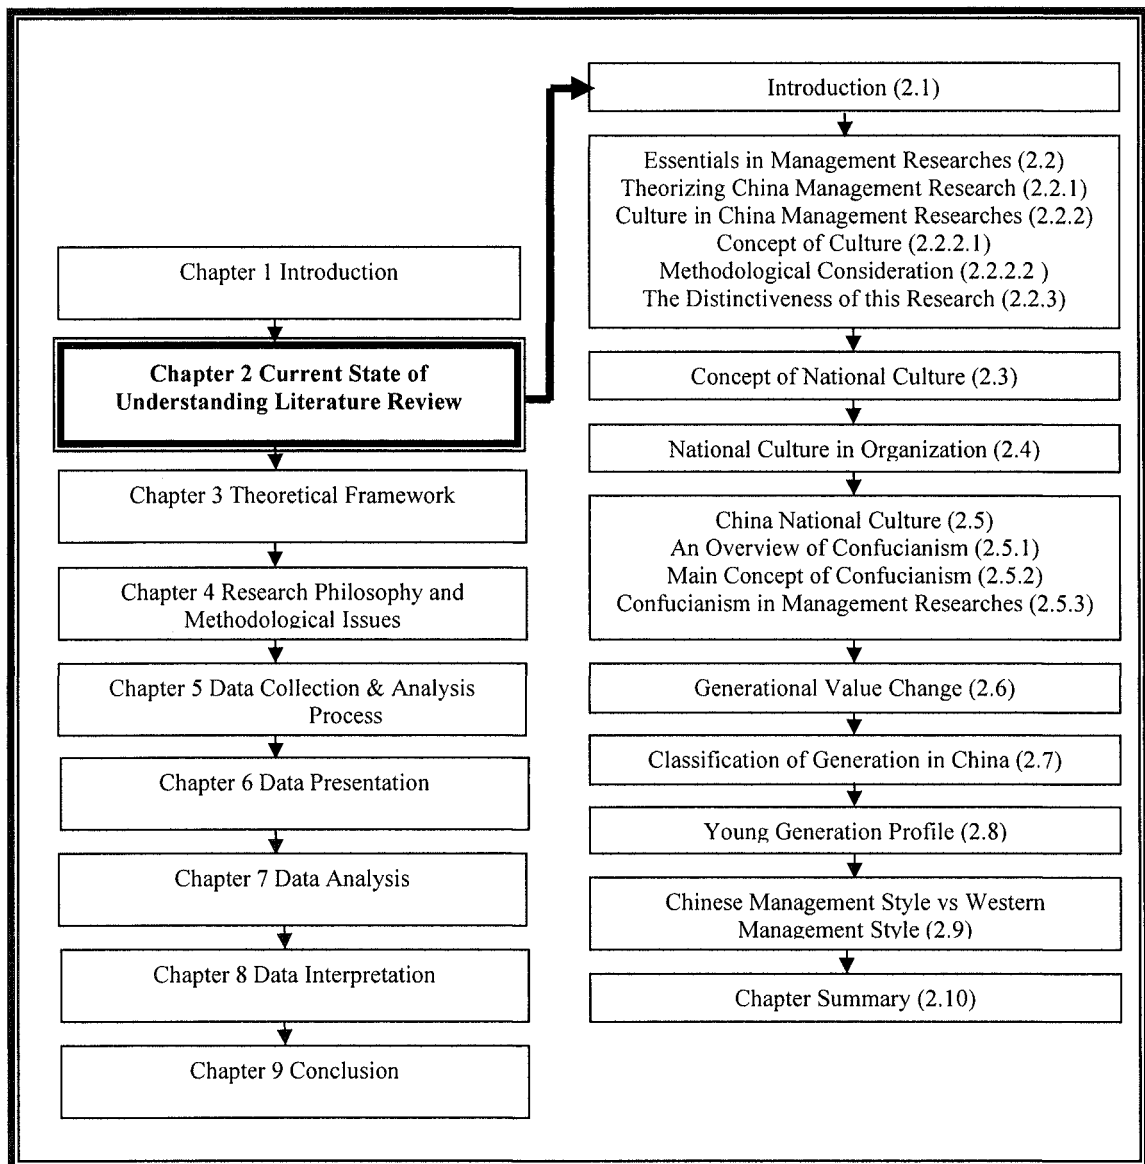 Chapter 1 Introduction
Chapter 2 Current State of
Understanding Literature Review
Chapter 3 Theoretical Framework
Chapter 4 Research Philosophy and
Methodological Issues
Chapter 5 Data Collection & Analysis
Process
Chapter 6 Data Presentation
Chapter 7 Data Analysis
Chapter 8 Data Interpretation
Chapter 9 Conclusion
Introduction (2.1)
Essentials in Management Researches (2.2)
Theorizing China Management Research (2.2.1)
Culture in China Management Researches (2.2.2)
Concept of Culture (2.2.2.1)
Methodological Consideration (2.2.2.2 )
The Distinctiveness of this Research (2.2.3)
Concept of National Culture (2.3)
National Culture in Organization (2.4)
China National Culture (2.5)
An Overview of Confucianism (2.5.1)
Main Concept of Confucianism (2.5.2)
Confucianism in Management Researches (2.5.3)
Generational Value Change (2.6)
Classification of Generation in China (2.7)
Young Generation Profile (2.8)
Chinese Management Style vs Western
Management Style (2.9)
Chapter Summary (2.10)